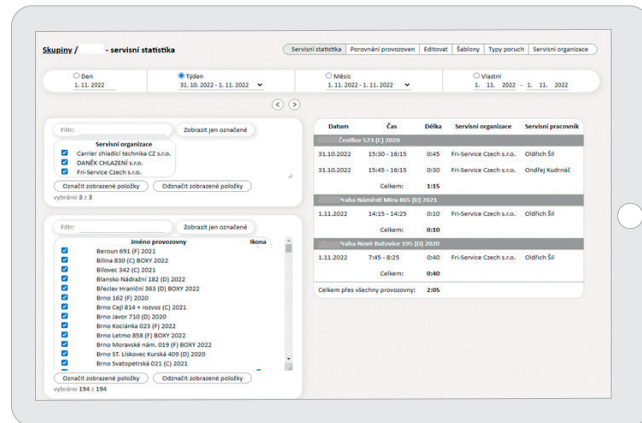 Skupiny / - servisní statistika
Servisní statistika Porovnání provozoven Editovat Šablony Typy poruch Servisní organizace
Den Týden Měsíc Vlastní
1. 11. 2022 31. 10. 2022 - 1. 11. 2022 1. 11. 2022 - 1. 11. 2022 1. 11. 2022 - 1. 11. 2022
< >
Filtr: Zobrazit jen označené
Servisní organizace
Carrier chladící technika CZ s.r.o.
DANĚK CHLAZENÍ s.r.o.
Fri-Service Czech s.r.o.
Označit zobrazené položky Odznačit zobrazené položky
vybráno 3 z 3
Filtr: Zobrazit jen označené
Jméno provozovny Ikona
Beroun 691 (F) 2021
Bílina 830 (C) BOXY 2022
Bílovec 342 (C) 2021
Blansko Nádražní 182 (D) 2022
Břeclav Hraniční 363 (D) BOXY 2022
Brno 162 (F) 2020
Brno Cejl 814 + rozvoz (C) 2021
Brno Javor 710 (D) 2020
Brno Kociánka 023 (F) 2022
Brno Letmo 858 (F) BOXY 2022
Brno Moravské nám. 019 (F) BOXY 2022
Brno ST. Lískovec Kurská 409 (D) 2020
Brno Svatopetrská 021 (C) 2021
Označit zobrazené položky Odznačit zobrazené položky
vybráno 194 z 194
Datum Čas Délka Servisní organizace Servisní pracovník
Čestlice 573 (C) 2020
31.10.2022 15:30 - 16:15 0:45 Fri-Service Czech s.r.o. Oldřich Šíl
31.10.2022 15:45 - 16:15 0:30 Fri-Service Czech s.r.o. Ondřej Kudrnáč
Celkem: 1:15
Praha Náměstí Míru 865 (D) 2021
1.11.2022 14:15 - 14:25 0:10 Fri-Service Czech s.r.o. Oldřich Šíl
Celkem: 0:10
Praha Nové Butovice 195 (D) 2020
1.11.2022 7:45 - 8:25 0:40 Fri-Service Czech s.r.o. Oldřich Šíl
Celkem: 0:40
Celkem přes všechny provozovny: 2:05